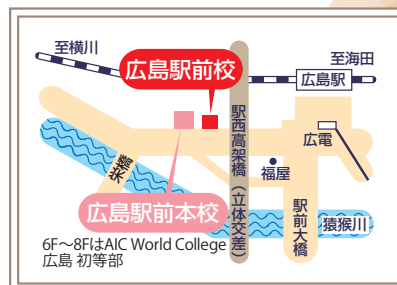 至横川
至海田
広島駅前校
広島駅
駅西高架橋(立体交差)
広電
栄橋
福屋
広島駅前本校
駅前大橋
猿猴川
6F〜8FはAIC World College
広島 初等部